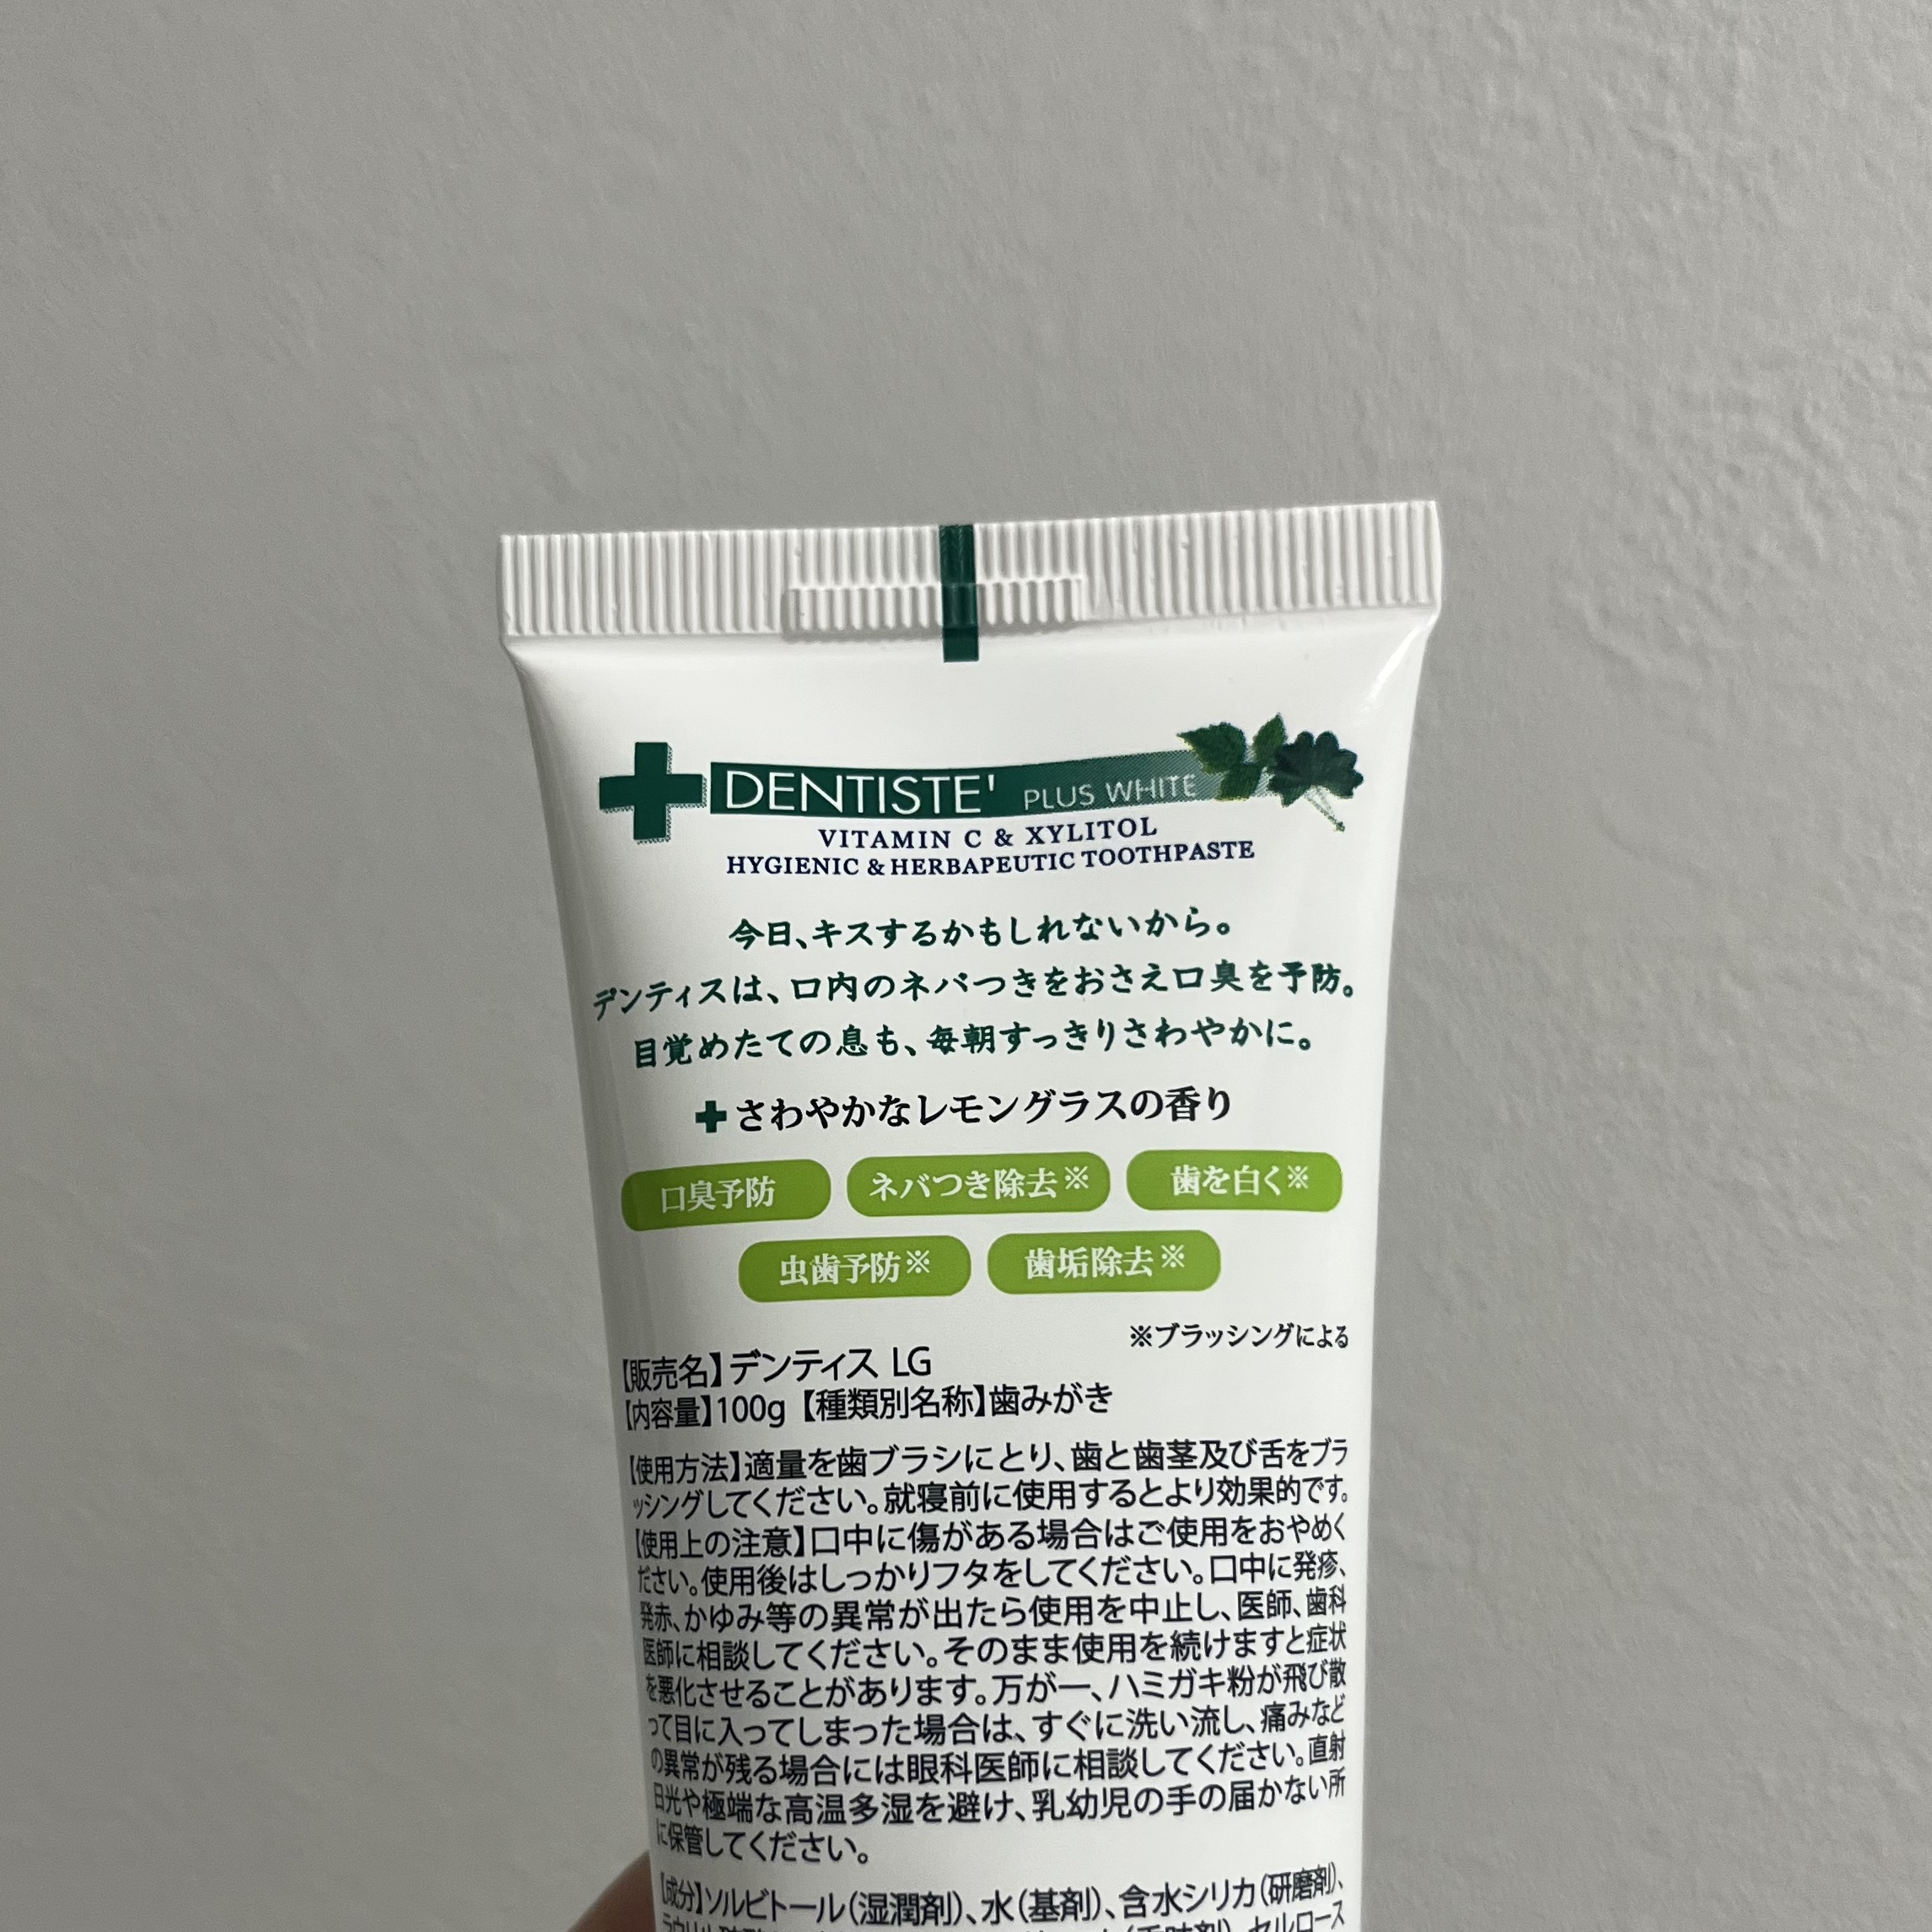 DENTISTE' PLUS WHITE
VITAMIN C & XYLITOL
HYGIENIC & HERBAPEUTIC TOOTHPASTE
今日、キスするかもしれないから。
デンティスは、口内のネバつきをおさえ口臭を予防。
目覚めたての息も、毎朝すっきりさわやかに。
さわやかなレモングラスの香り
口臭予防 ネバつき除去※ 歯を白く※
虫歯予防※ 歯垢除去※
※ブラッシングによる
【販売名】デンティス LG
【内容量】100g 【種類別名称】歯みがき
【使用方法】適量を歯ブラシにとり、歯と歯茎及び舌をブラ
ッシングしてください。就寝前に使用するとより効果的です。
【使用上の注意】口中に傷がある場合はご使用をおやめく
ださい。使用後はしっかりフタをしてください。口中に発疹、
発赤、かゆみ等の異常が出たら使用を中止し、医師、歯科
医師に相談してください。そのまま使用を続けますと症状
を悪化させることがあります。万が一、ハミガキ粉が飛び散
って目に入ってしまった場合は、すぐに洗い流し、痛みなど
の異常が残る場合には眼科医師に相談してください。直射
日光や極端な高温多湿を避け、乳幼児の手の届かない所
に保管してください。
【成分】ソルビトール（湿潤剤）、水（基剤）、含水シリカ（研磨剤）、
セルロース